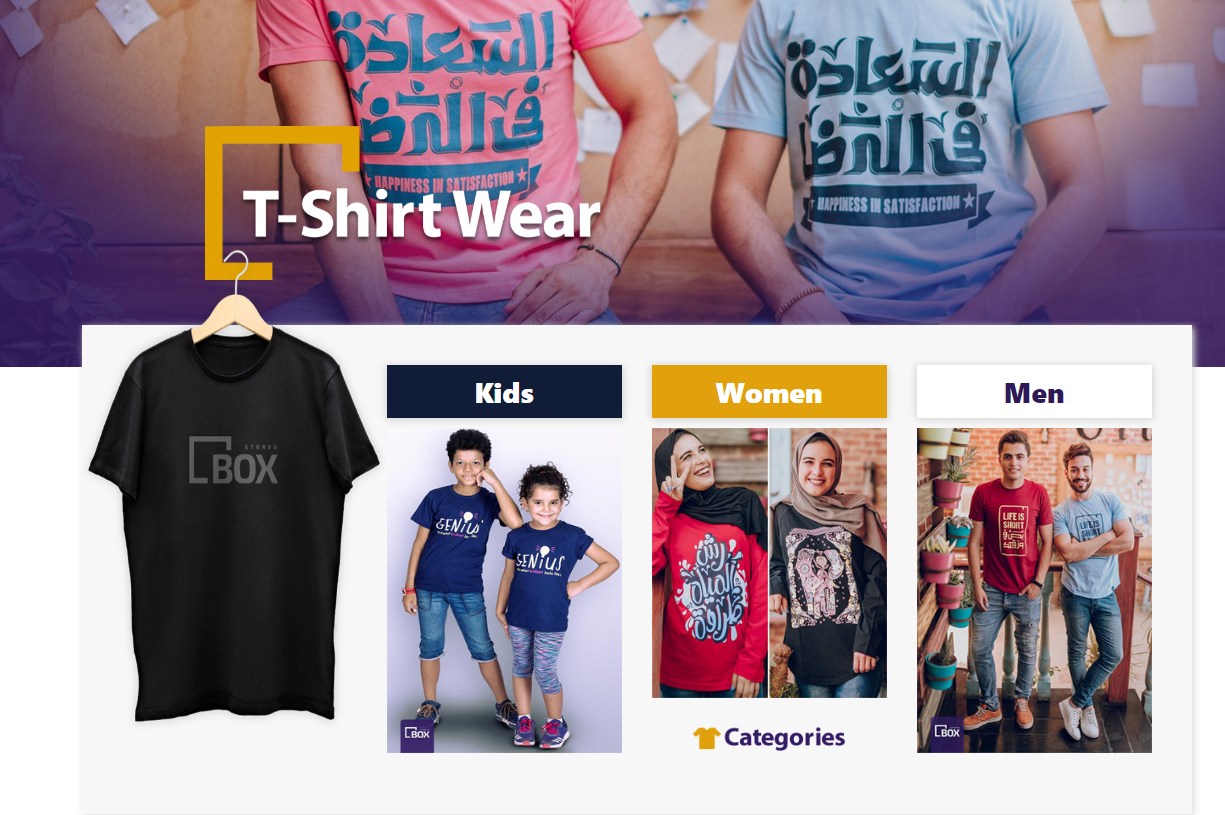 السعادة
في الرضا
HAPPINESS IN SATISFACTION
السعادة
في الرضا
HAPPINESS IN SATISFACTION
T-Shirt Wear
STORES
BOX
Kids
Women
Men
GENIUS
GENIUS
LIFE IS
SHORT
LIFE IS
SHORT
BOX
Categories
BOX